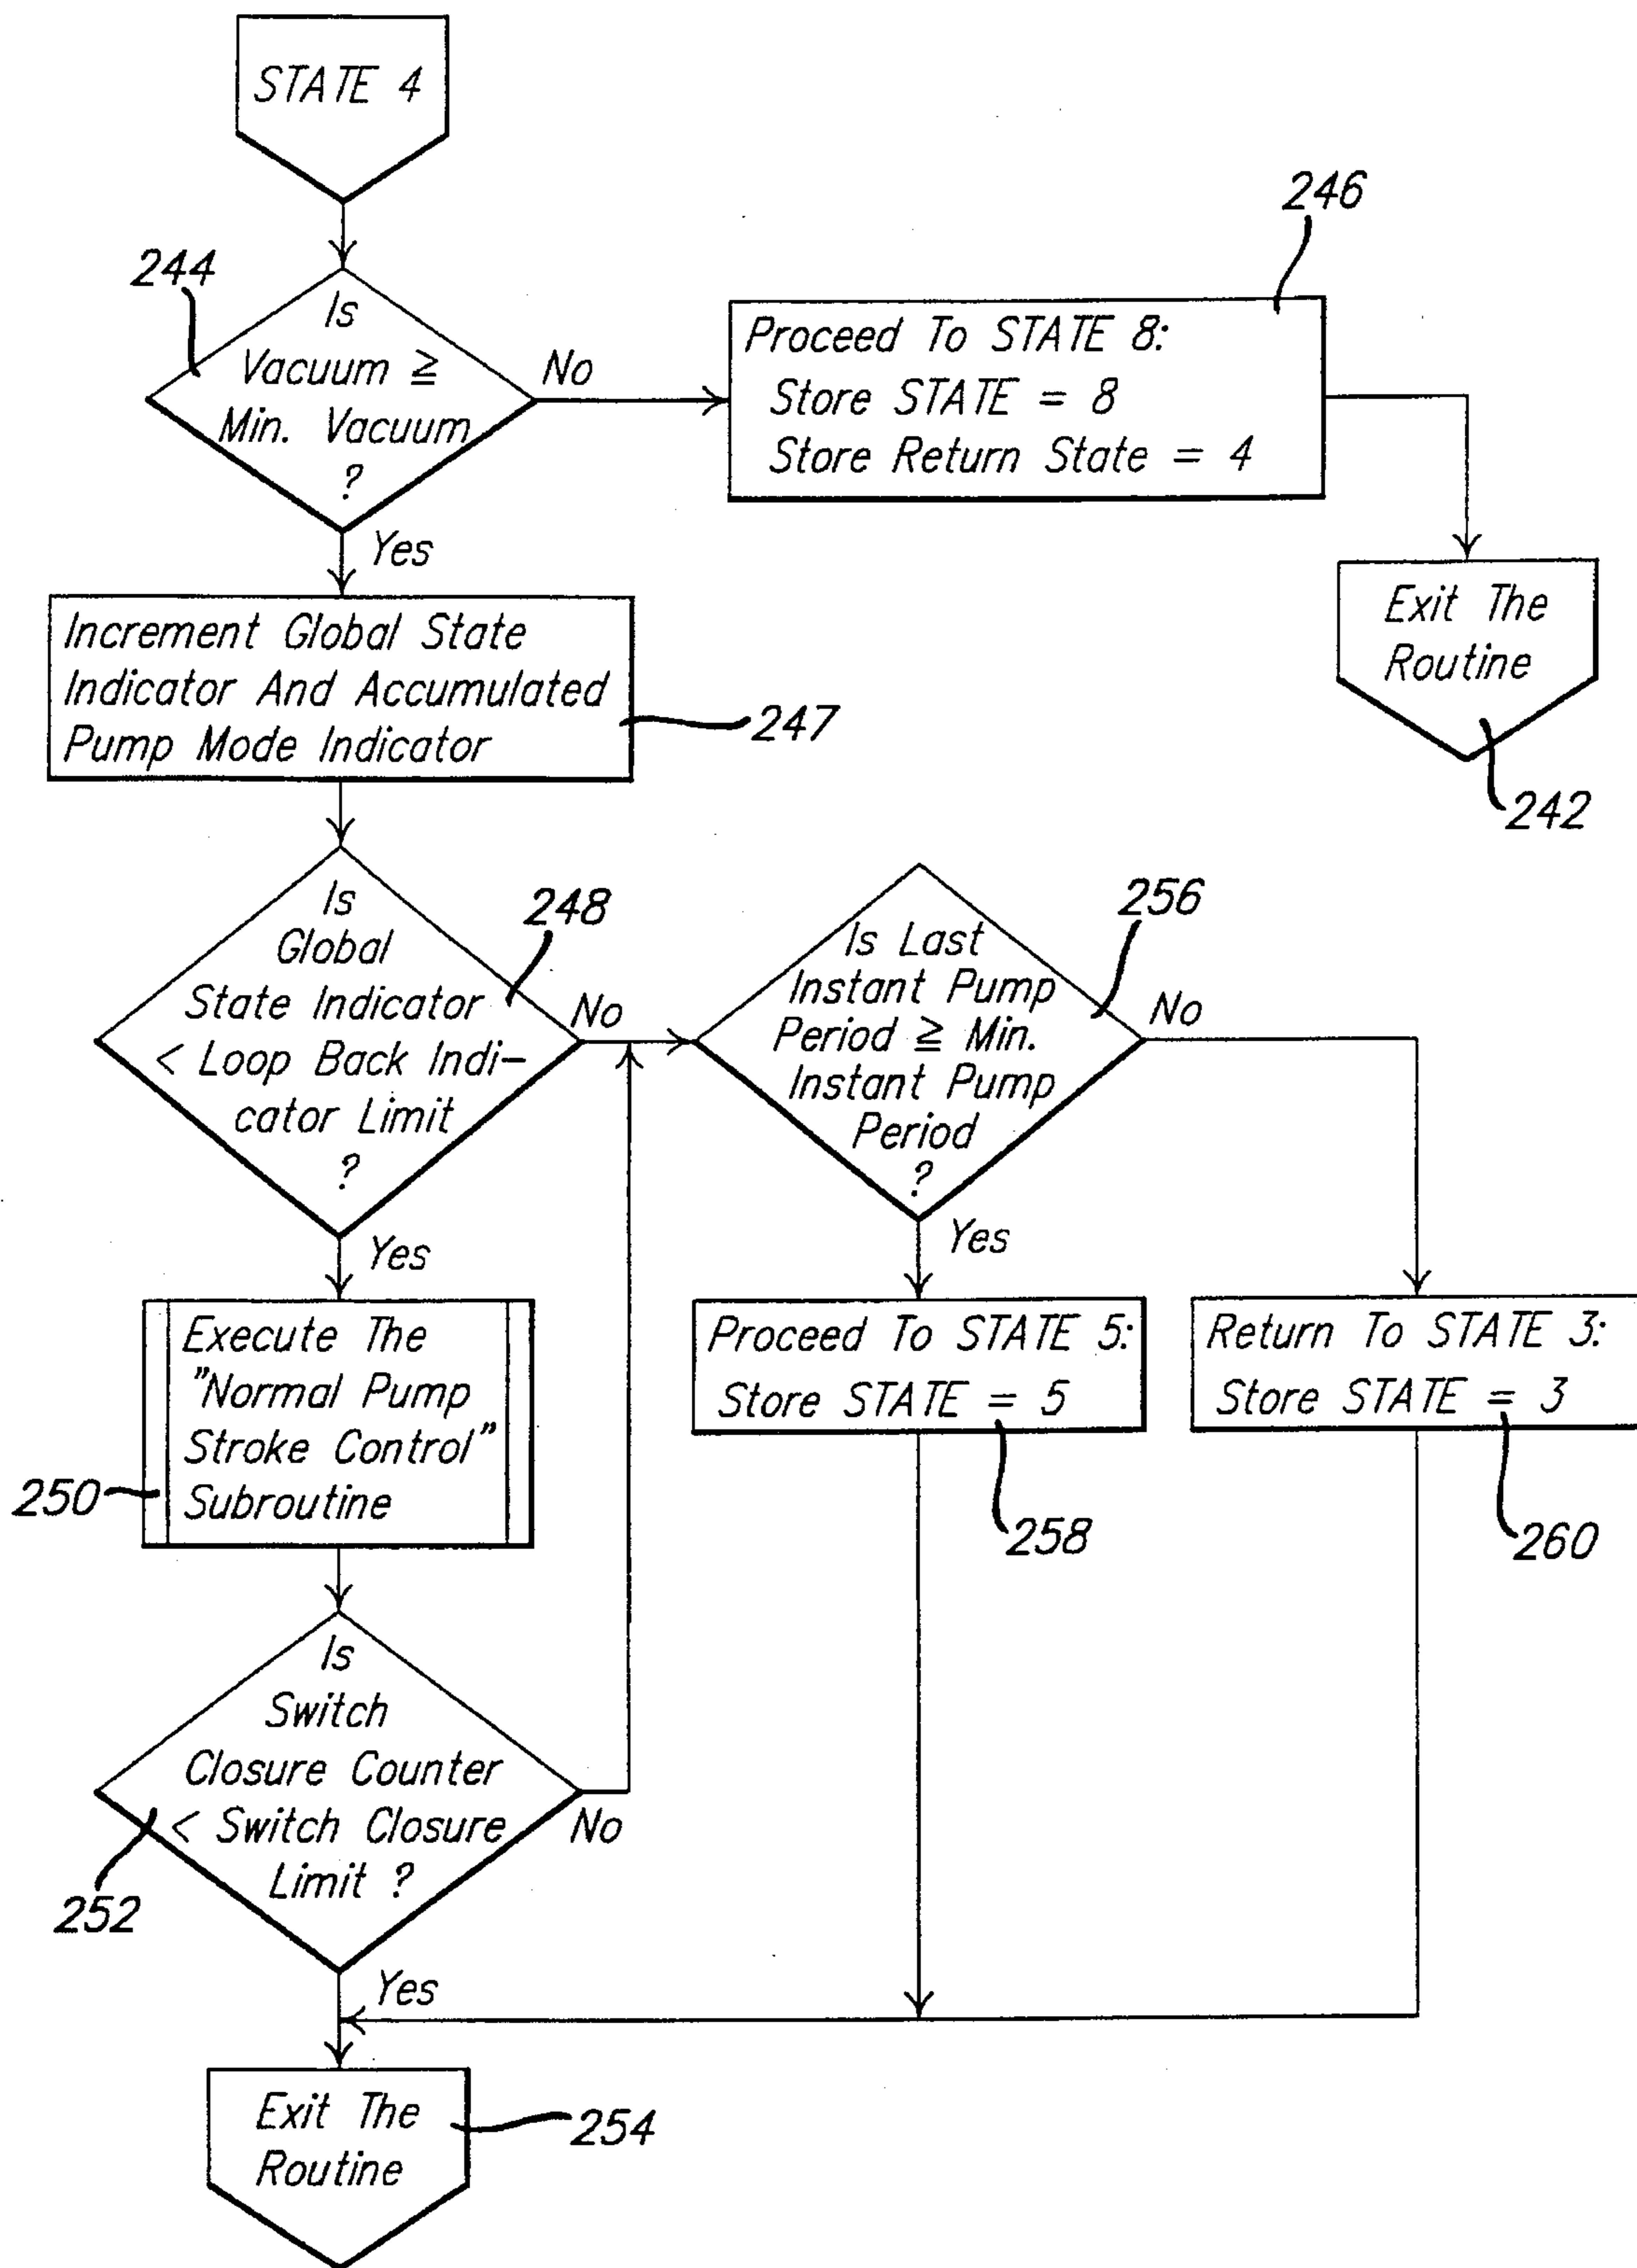 STATE 4
244
Is
Vacuum ≧
Min. Vacuum
?
No
Yes
246
Proceed To STATE 8:
Store STATE = 8
Store Return State = 4
Exit The
Routine
242
Increment Global State
Indicator And Accumulated
Pump Mode Indicator
247
Is
Global
State Indicator
< Loop Back Indi-
cator Limit
?
248
No
Yes
Is Last
Instant Pump
Period ≧ Min.
Instant Pump
Period
?
256
No
Yes
Execute The
"Normal Pump
Stroke Control"
Subroutine
250
Proceed To STATE 5:
Store STATE = 5
258
Return To STATE 3:
Store STATE = 3
260
Is
Switch
Closure Counter
< Switch Closure
Limit ?
252
No
Yes
Exit The
Routine
254